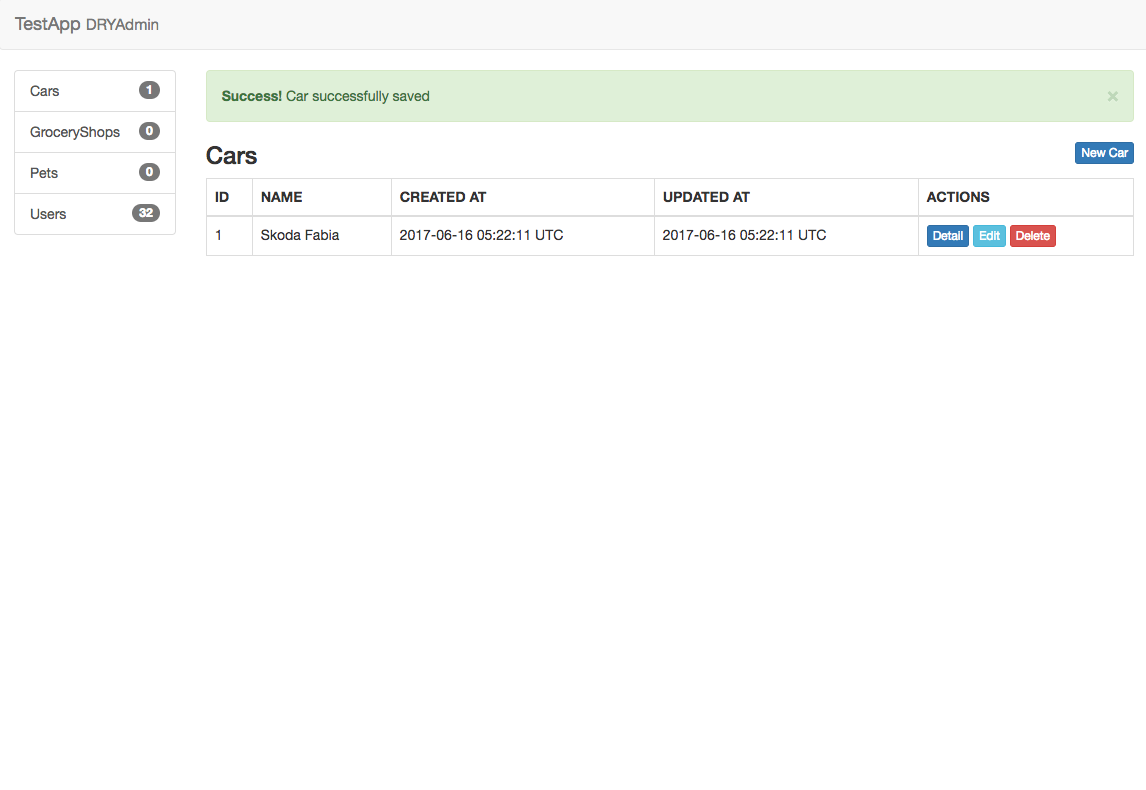 TestApp DRYAdmin
Cars 1
GroceryShops 0
Pets 0
Users 32
Success! Car successfully saved ×
Cars New Car
ID NAME CREATED AT UPDATED AT ACTIONS
1 Skoda Fabia 2017-06-16 05:22:11 UTC 2017-06-16 05:22:11 UTC Detail Edit Delete